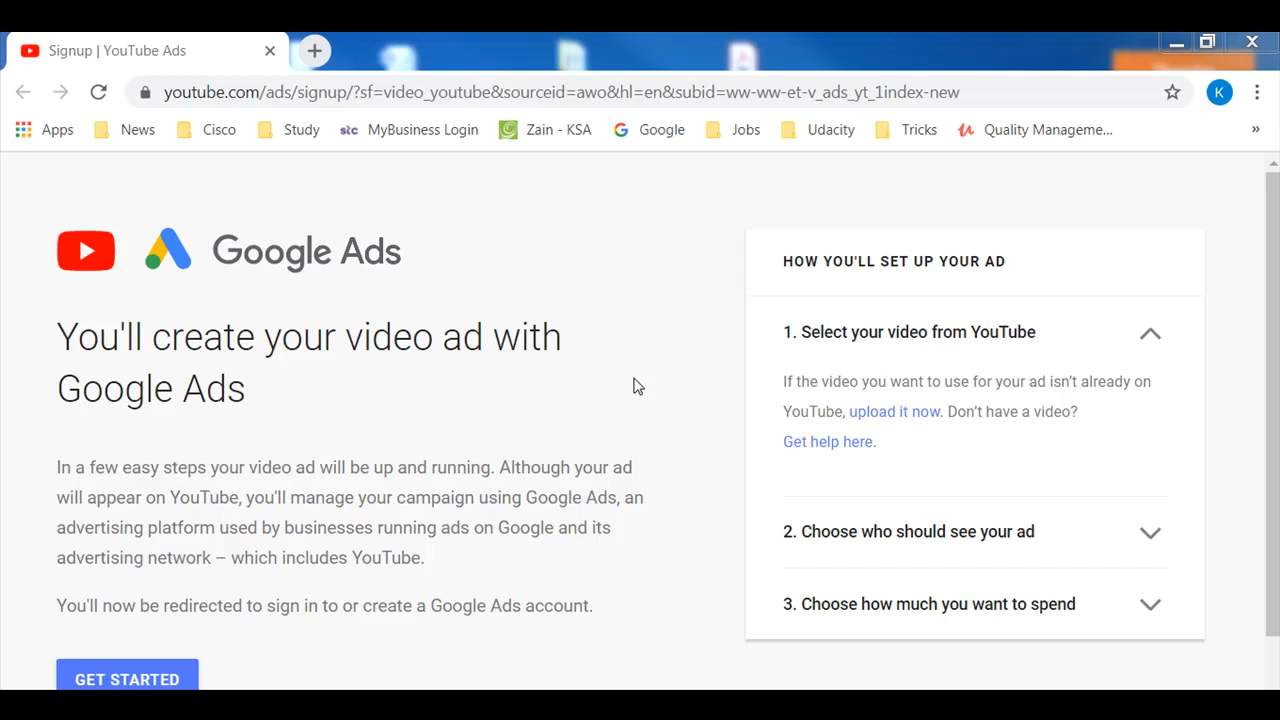 Signup | YouTube Ads
youtube.com/ads/signup/?sf=video_youtube&sourceid=awo&hl=en&subid=ww-ww-et-v_ads_yt_1index-new
K
Apps News Cisco Study stc MyBusiness Login Zain - KSA Google Jobs Udacity Tricks Quality Manageme... »
Google Ads
You'll create your video ad with
Google Ads
In a few easy steps your video ad will be up and running. Although your ad
will appear on YouTube, you'll manage your campaign using Google Ads, an
advertising platform used by businesses running ads on Google and its
advertising network – which includes YouTube.
You'll now be redirected to sign in to or create a Google Ads account.
GET STARTED
HOW YOU'LL SET UP YOUR AD
1. Select your video from YouTube
If the video you want to use for your ad isn't already on
YouTube, upload it now. Don't have a video?
Get help here.
2. Choose who should see your ad
3. Choose how much you want to spend